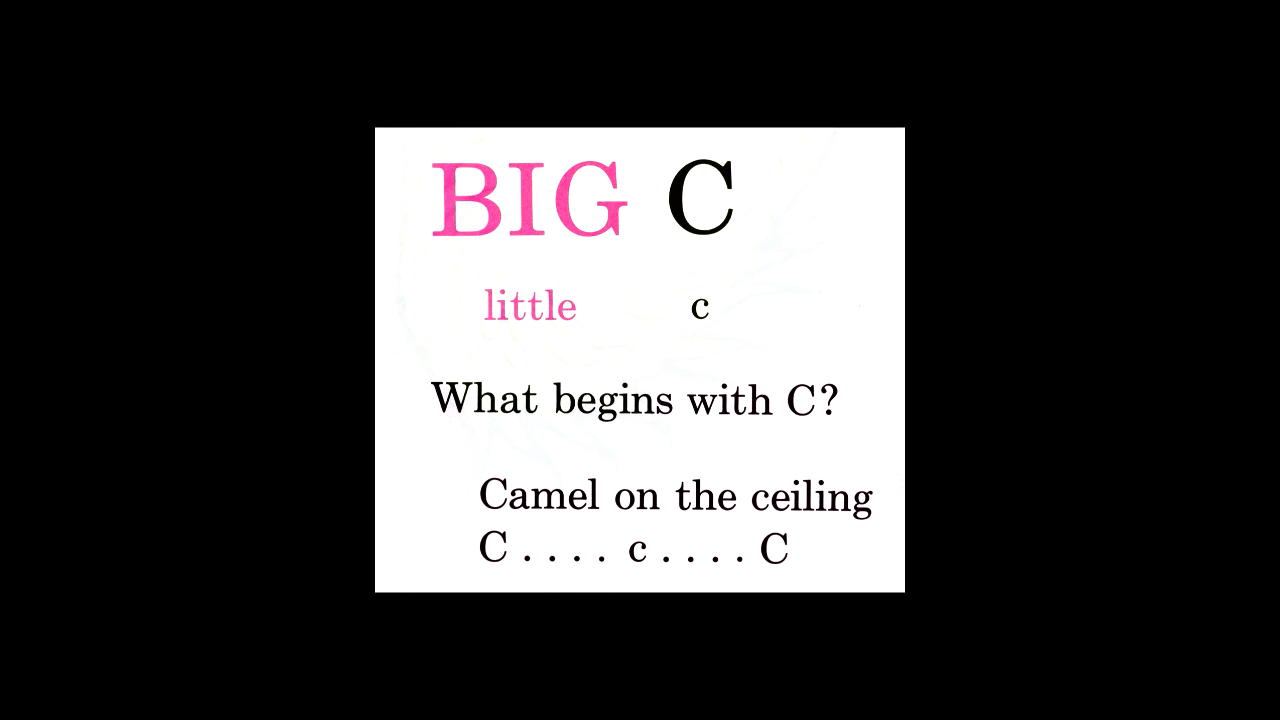 BIG C
little c
What begins with C?
Camel on the ceiling
C . . . . c . . . . C